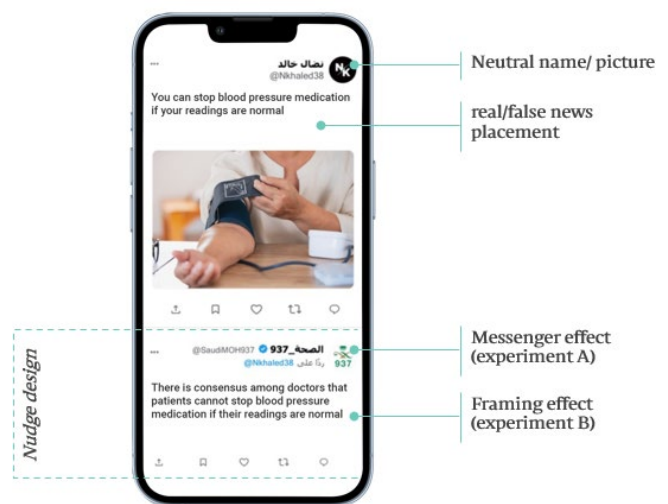 نضال خالد
@Nkhaled38
NK
You can stop blood pressure medication
if your readings are normal
الصحة_937
@SaudiMOH937
937
ردًا على @Nkhaled38
There is consensus among doctors that
patients cannot stop blood pressure
medication if their readings are normal
Nudge design
Neutral name/ picture
real/false news
placement
Messenger effect
(experiment A)
Framing effect
(experiment B)